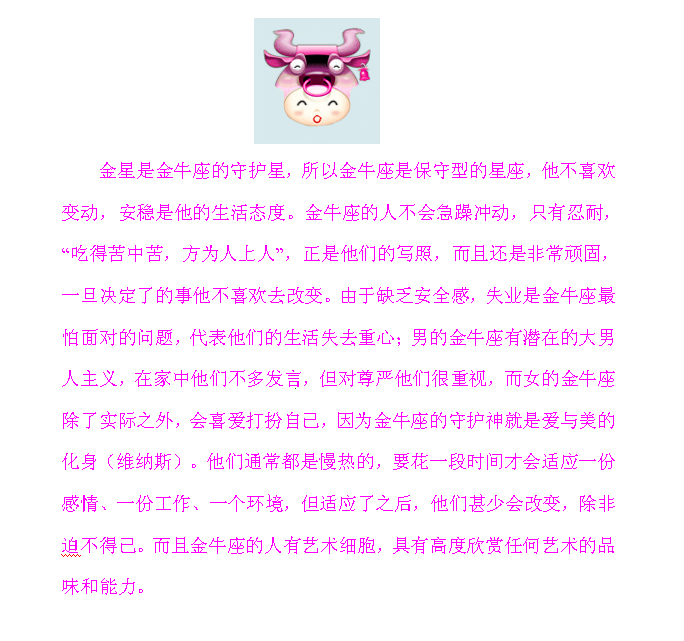 金星是金牛座的守护星，所以金牛座是保守型的星座，他不喜欢
变动，安稳是他的生活态度。金牛座的人不会急躁冲动，只有忍耐，
“吃得苦中苦，方为人上人”，正是他们的写照，而且还是非常顽固，
一旦决定了的事他不喜欢去改变。由于缺乏安全感，失业是金牛座最
怕面对的问题，代表他们的生活失去重心；男的金牛座有潜在的大男
人主义，在家中他们不多发言，但对尊严他们很重视，而女的金牛座
除了实际之外，会喜爱打扮自己，因为金牛座的守护神就是爱与美的
化身（维纳斯）。他们通常都是慢热的，要花一段时间才会适应一份
感情、一份工作、一个环境，但适应了之后，他们甚少会改变，除非
迫不得已。而且金牛座的人有艺术细胞，具有高度欣赏任何艺术的品
味和能力。